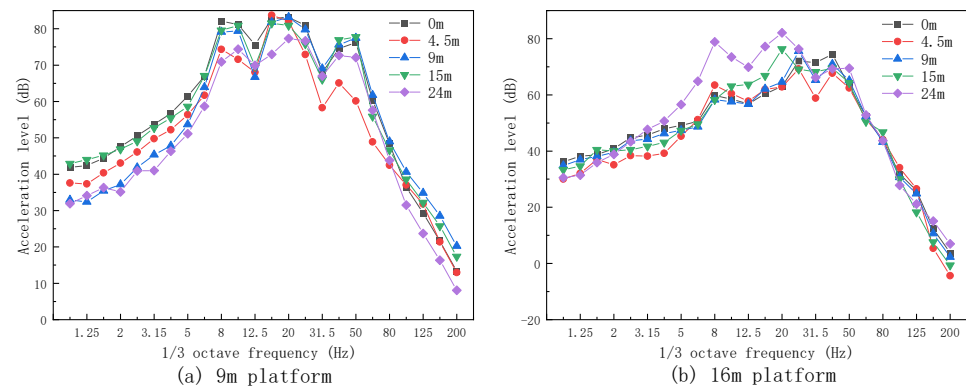 80
70
60
50
40
30
20
10
0
Acceleration level (dB)
0m
4.5m
9m
15m
24m
1.25 2 3.15 5 8 12.5 20 31.5 50 80 125 200
1/3 octave frequency (Hz)
(a) 9m platform
80
60
40
20
0
-20
Acceleration level (dB)
0m
4.5m
9m
15m
24m
1.25 2 3.15 5 8 12.5 20 31.5 50 80 125 200
1/3 octave frequency (Hz)
(b) 16m platform